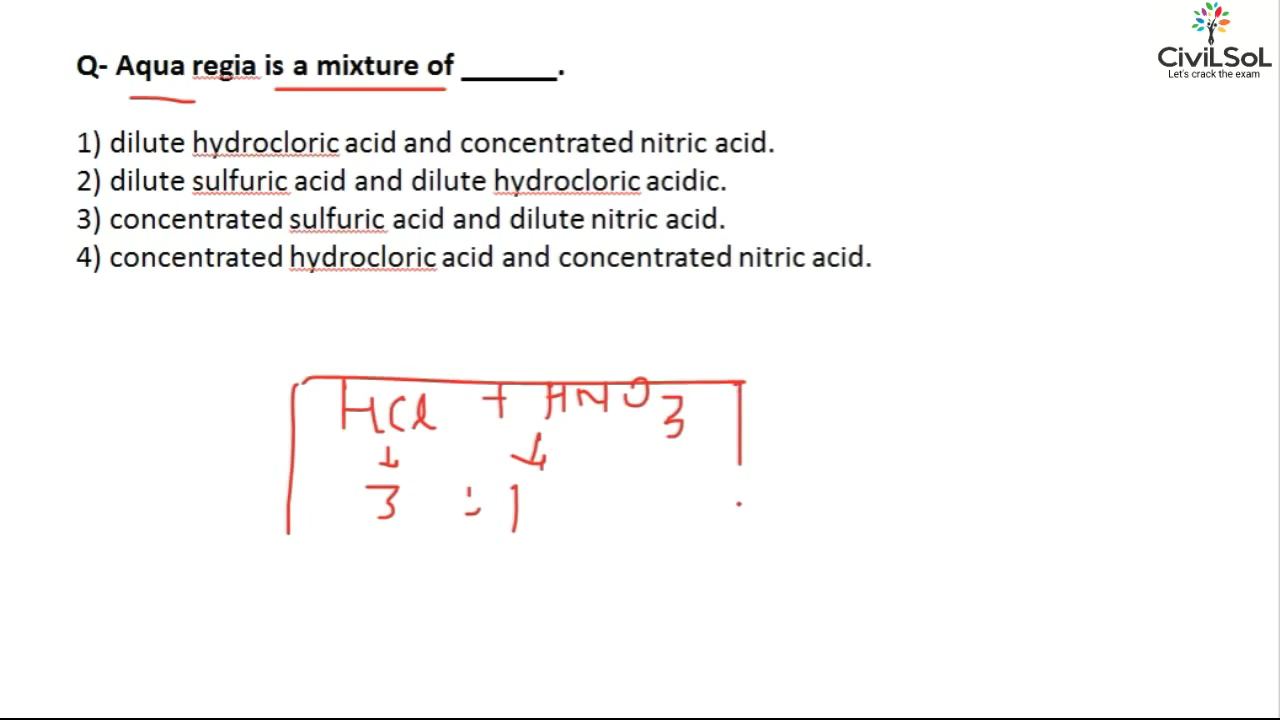 CiviLSoL
Let's crack the exam
Q- Aqua regia is a mixture of ______.
1) dilute hydrocloric acid and concentrated nitric acid.
2) dilute sulfuric acid and dilute hydrocloric acidic.
3) concentrated sulfuric acid and dilute nitric acid.
4) concentrated hydrocloric acid and concentrated nitric acid.
HCl + HNO3
3 : 1